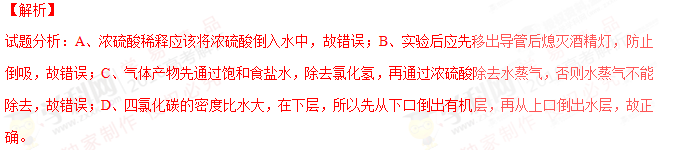 【解析】
试题分析：A、浓硫酸稀释应该将浓硫酸倒入水中，故错误；B、实验后应先移出导管后熄灭酒精灯，防止
倒吸，故错误；C、气体产物先通过饱和食盐水，除去氯化氢，再通过浓硫酸除去水蒸气，否则水蒸气不能
除去，故错误；D、四氯化碳的密度比水大，在下层，所以先从下口倒出有机层，再从上口倒出水层，故正
确。